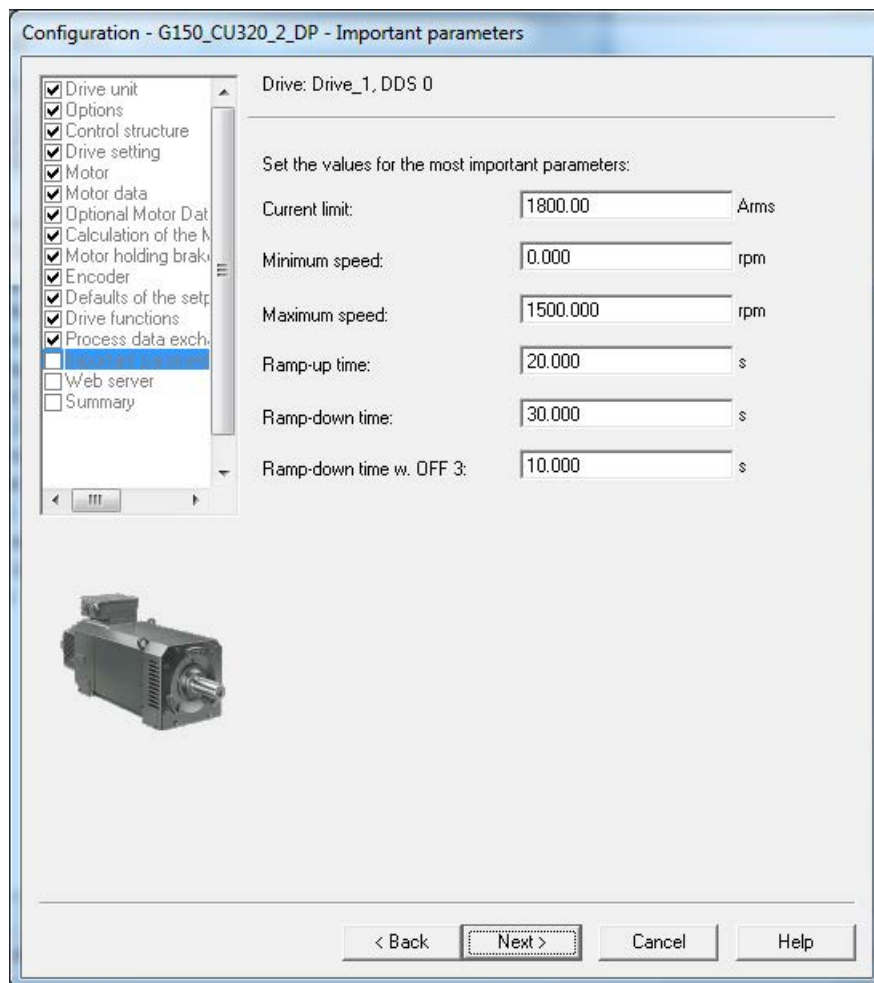 Configuration - G150_CU320_2_DP - Important parameters
Drive unit
Options
Control structure
Drive setting
Motor
Motor data
Optional Motor Dat
Calculation of the M
Motor holding brake
Encoder
Defaults of the setp
Drive functions
Process data exch
Web server
Summary
Drive: Drive_1, DDS 0
Set the values for the most important parameters:
Current limit: 1800.00 Arms
Minimum speed: 0.000 rpm
Maximum speed: 1500.000 rpm
Ramp-up time: 20.000 s
Ramp-down time: 30.000 s
Ramp-down time w. OFF 3: 10.000 s
< Back Next > Cancel Help